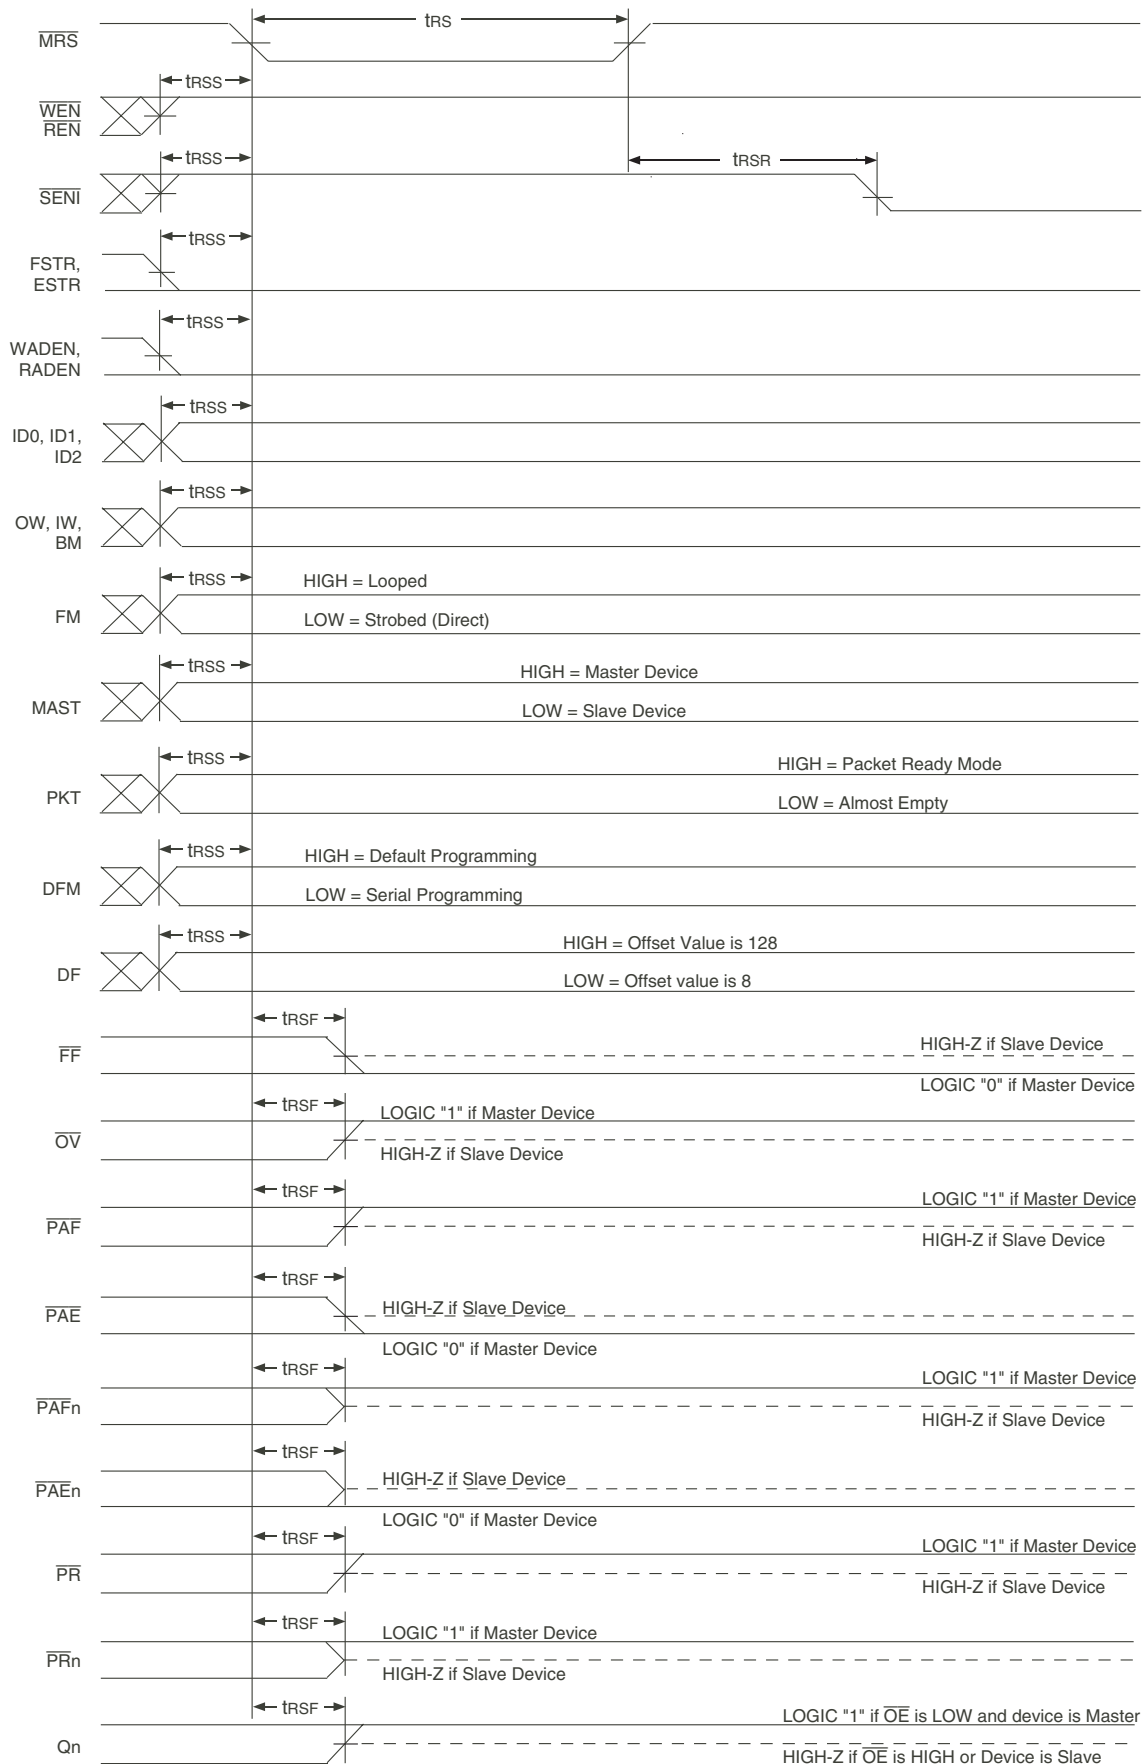 tRS
MRS
tRSS
WEN
REN
tRSS
tRSR
SENI
tRSS
FSTR,
ESTR
tRSS
WADEN,
RADEN
tRSS
ID0, ID1,
ID2
tRSS
OW, IW,
BM
tRSS
HIGH = Looped
FM
LOW = Strobed (Direct)
tRSS
HIGH = Master Device
MAST
LOW = Slave Device
tRSS
HIGH = Packet Ready Mode
PKT
LOW = Almost Empty
tRSS
HIGH = Default Programming
DFM
LOW = Serial Programming
tRSS
HIGH = Offset Value is 128
DF
LOW = Offset value is 8
tRSF
FF
HIGH-Z if Slave Device
LOGIC "0" if Master Device
tRSF
LOGIC "1" if Master Device
OV
HIGH-Z if Slave Device
tRSF
LOGIC "1" if Master Device
PAF
HIGH-Z if Slave Device
tRSF
PAE
HIGH-Z if Slave Device
LOGIC "0" if Master Device
tRSF
LOGIC "1" if Master Device
PAFn
HIGH-Z if Slave Device
tRSF
PAEn
HIGH-Z if Slave Device
LOGIC "0" if Master Device
tRSF
LOGIC "1" if Master Device
PR
HIGH-Z if Slave Device
tRSF
LOGIC "1" if Master Device
PRn
HIGH-Z if Slave Device
tRSF
LOGIC "1" if OE is LOW and device is Master
Qn
HIGH-Z if OE is HIGH or Device is Slave